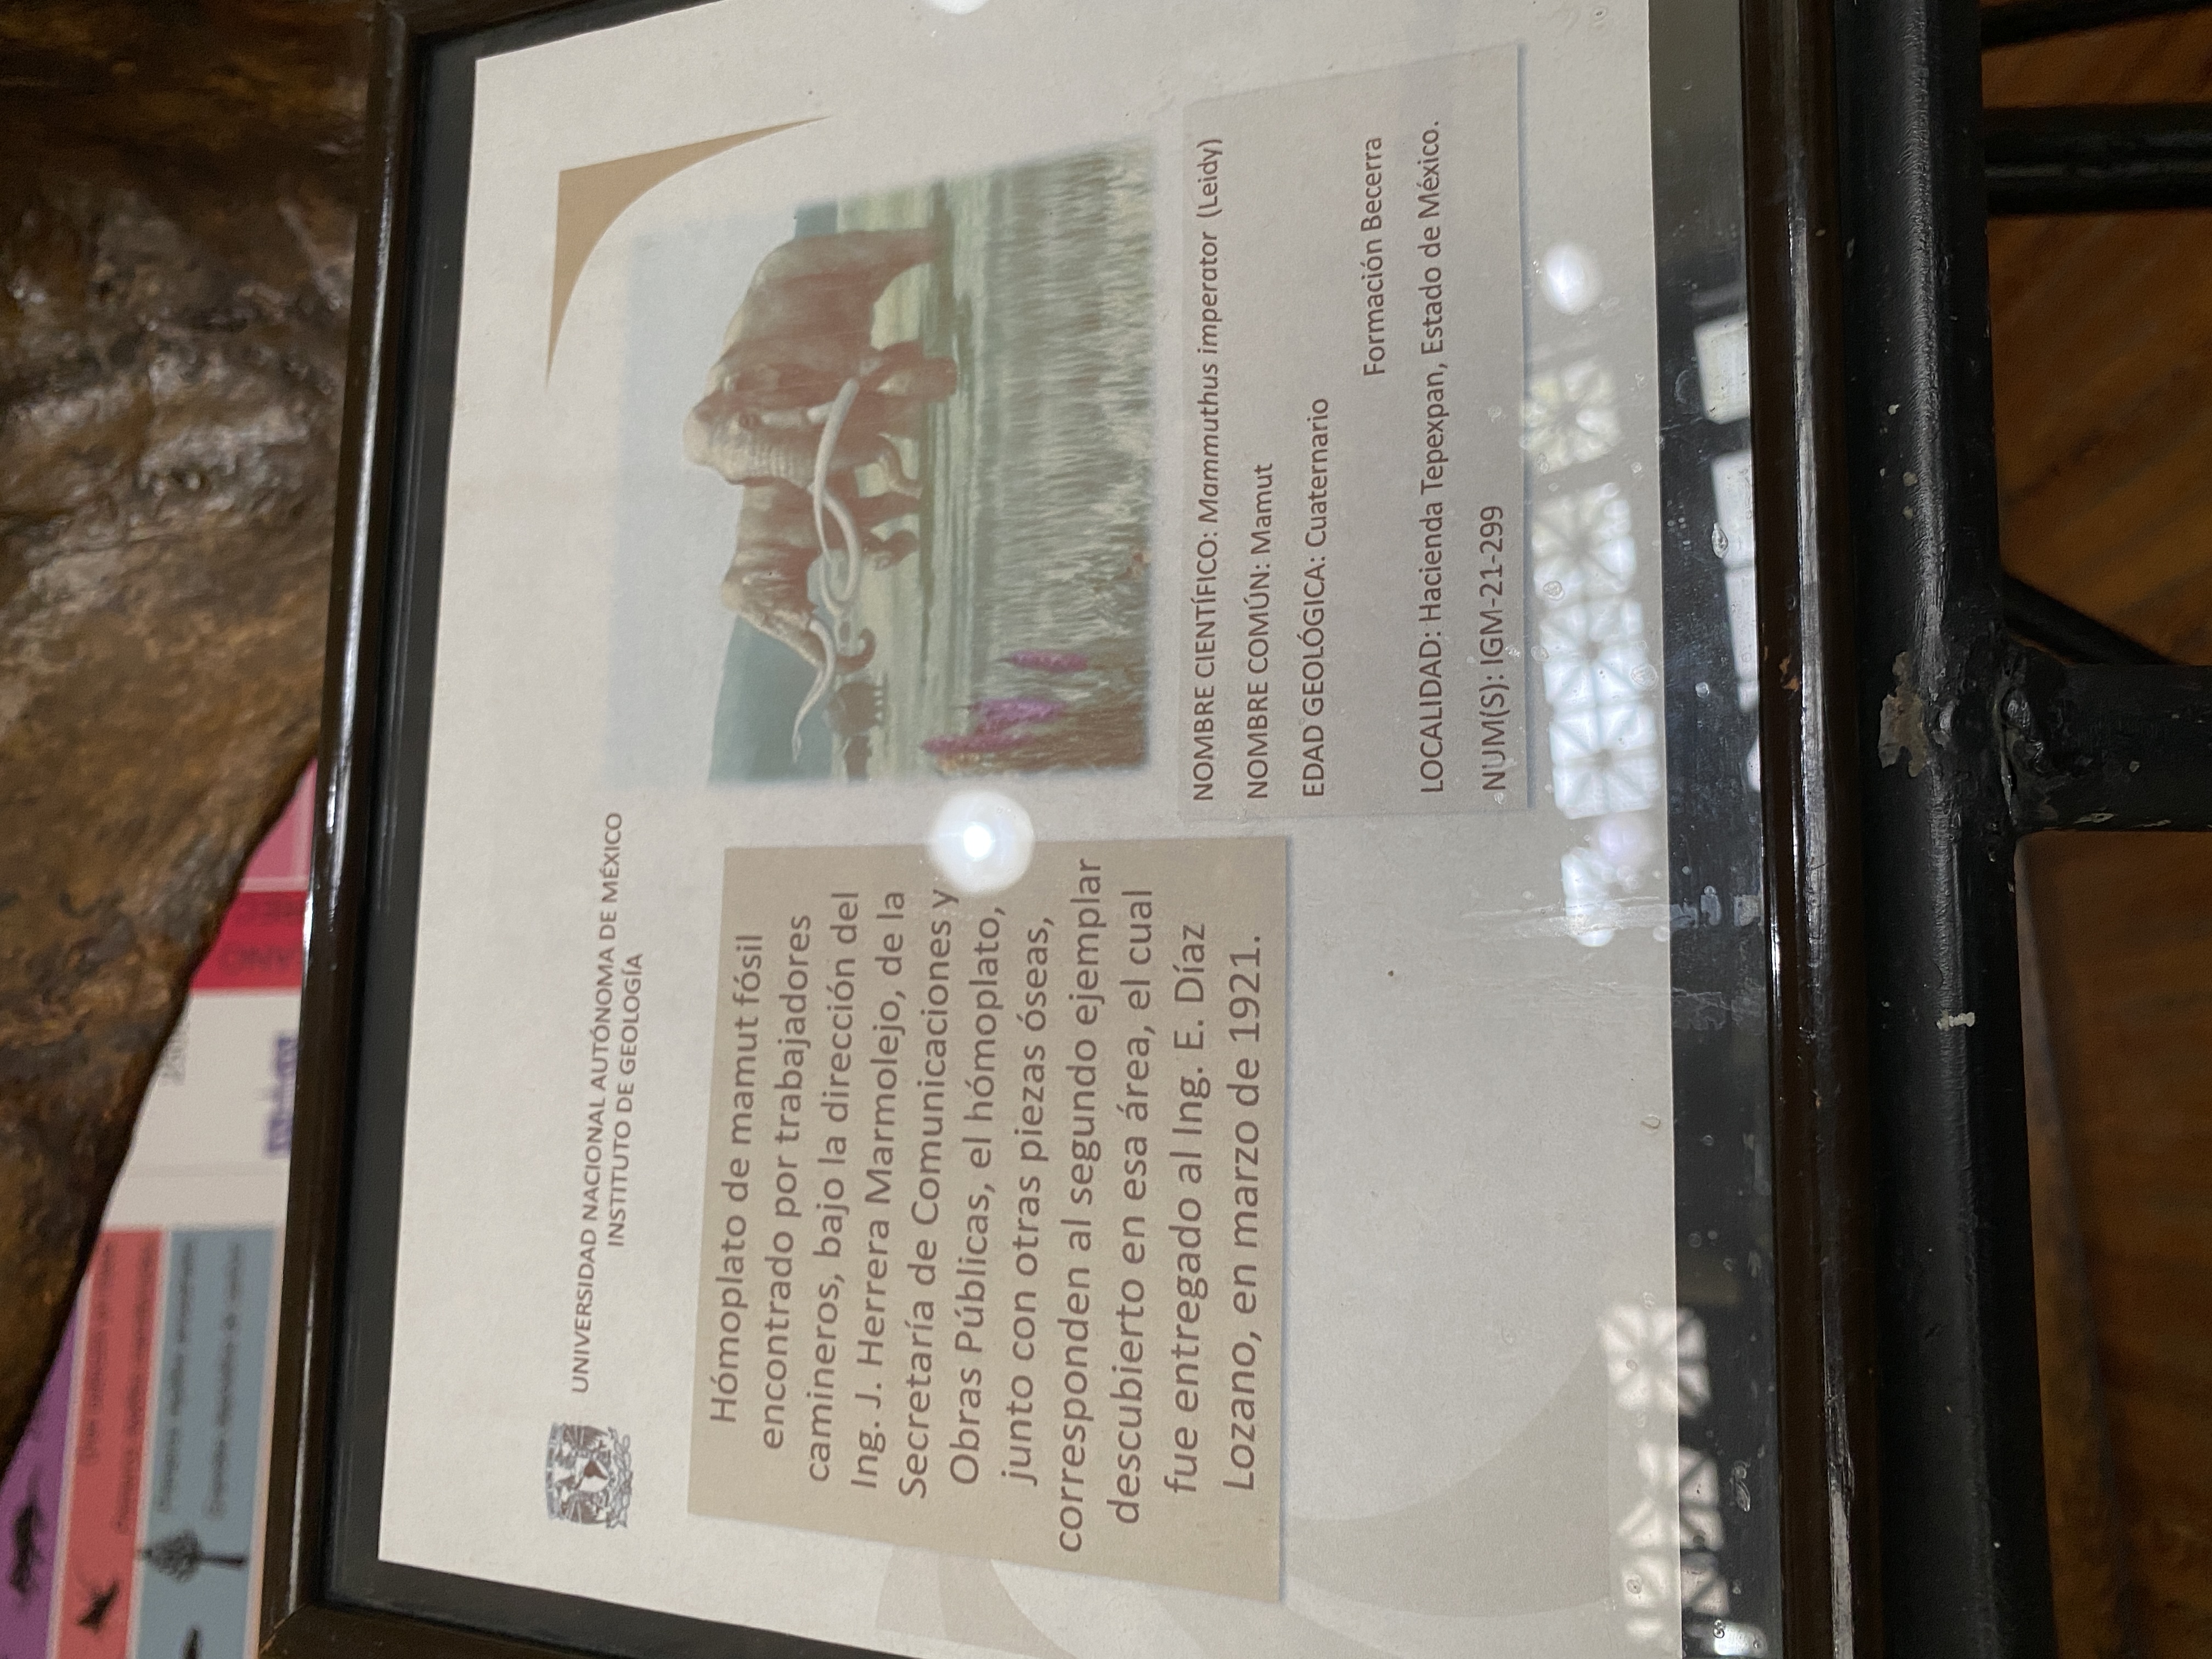 UNIVERSIDAD NACIONAL AUTÓNOMA DE MÉXICO
INSTITUTO DE GEOLOGÍA
Hómoplato de mamut fósil
encontrado por trabajadores
camineros, bajo la dirección del
Ing. J. Herrera Marmolejo, de la
Secretaría de Comunicaciones y
Obras Públicas, el hómoplato,
junto con otras piezas óseas,
corresponden al segundo ejemplar
descubierto en esa área, el cual
fue entregado al Ing. E. Díaz
Lozano, en marzo de 1921.
NOMBRE CIENTÍFICO: Mammuthus imperator (Leidy)
NOMBRE COMÚN: Mamut
EDAD GEOLÓGICA: Cuaternario
Formación Becerra
LOCALIDAD: Hacienda Tepexpan, Estado de México.
NUM(S): IGM-21-299